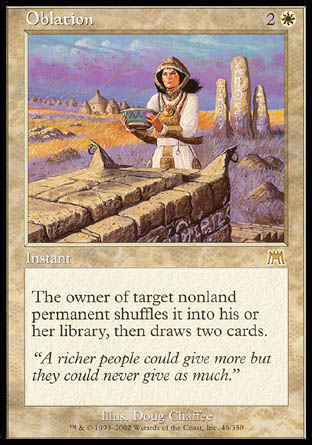 Oblation 2
Instant
The owner of target nonland
permanent shuffles it into his or
her library, then draws two cards.
“A richer people could give more but
they could never give as much.”
Illus. Doug Chaffee
™ & © 1993–2002 Wizards of the Coast, Inc. 46/350